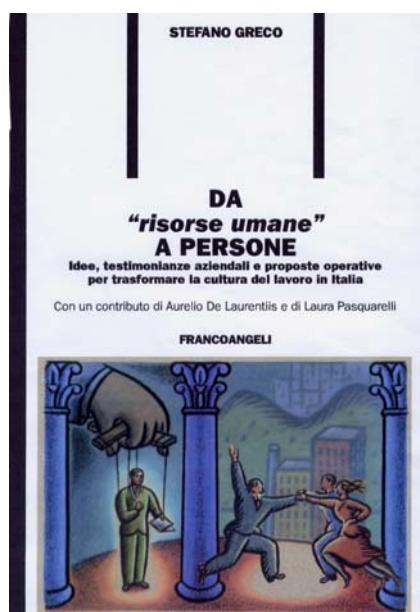 STEFANO GRECO
DA
"risorse umane"
A PERSONE
Idee, testimonianze aziendali e proposte operative
per trasformare la cultura del lavoro in Italia
Con un contributo di Aurelio De Laurentiis e di Laura Pasquarelli
FRANCOANGELI